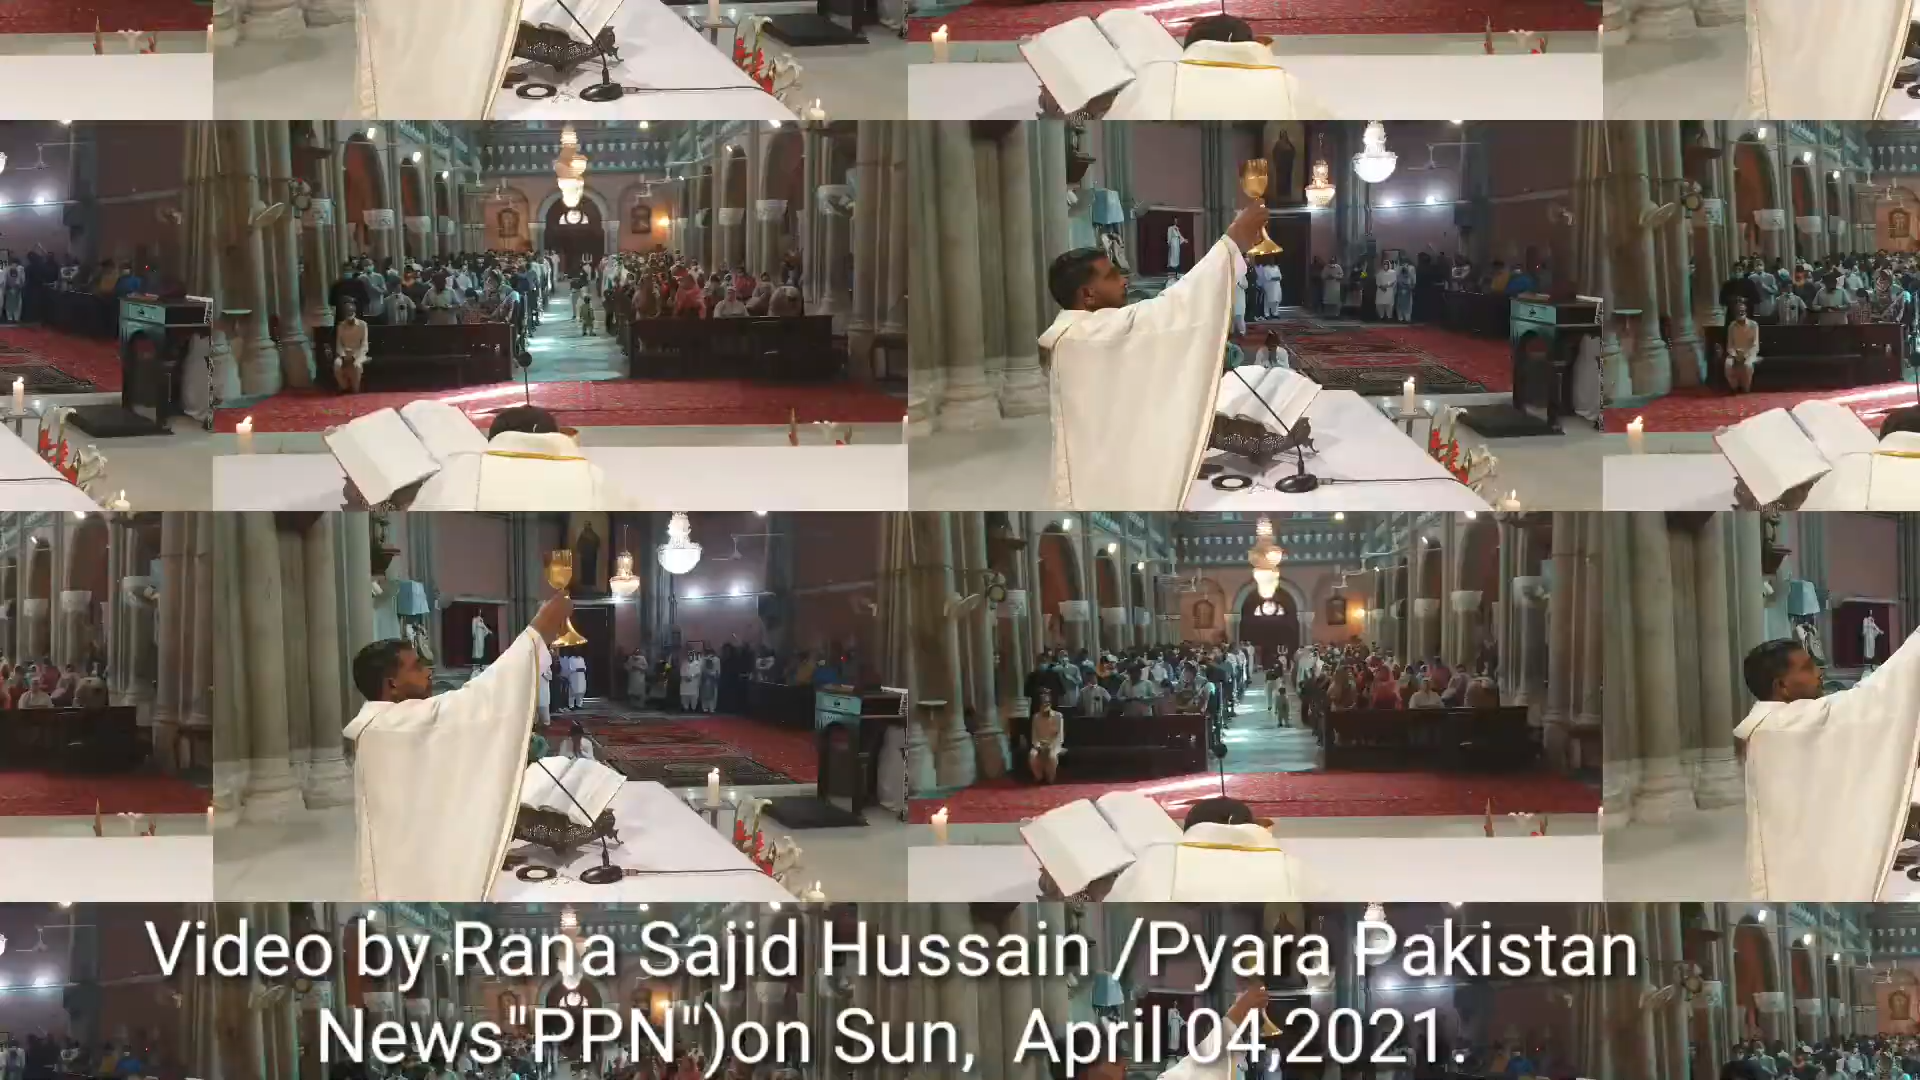 Video by Rana Sajid Hussain /Pyara Pakistan
News"PPN")on Sun, April 04,2021.